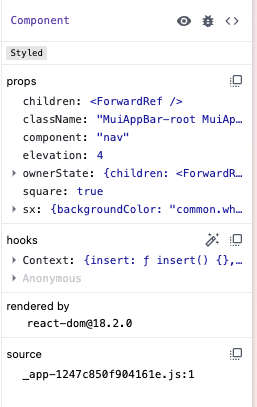 Component
Styled
props
children: <ForwardRef />
className: "MuiAppBar-root MuiAp…
component: "nav"
elevation: 4
ownerState: {children: <ForwardR…
square: true
sx: {backgroundColor: "common.wh…
hooks
Context: {insert: ƒ insert() {},…
Anonymous
rendered by
react-dom@18.2.0
source
_app-1247c850f904161e.js:1